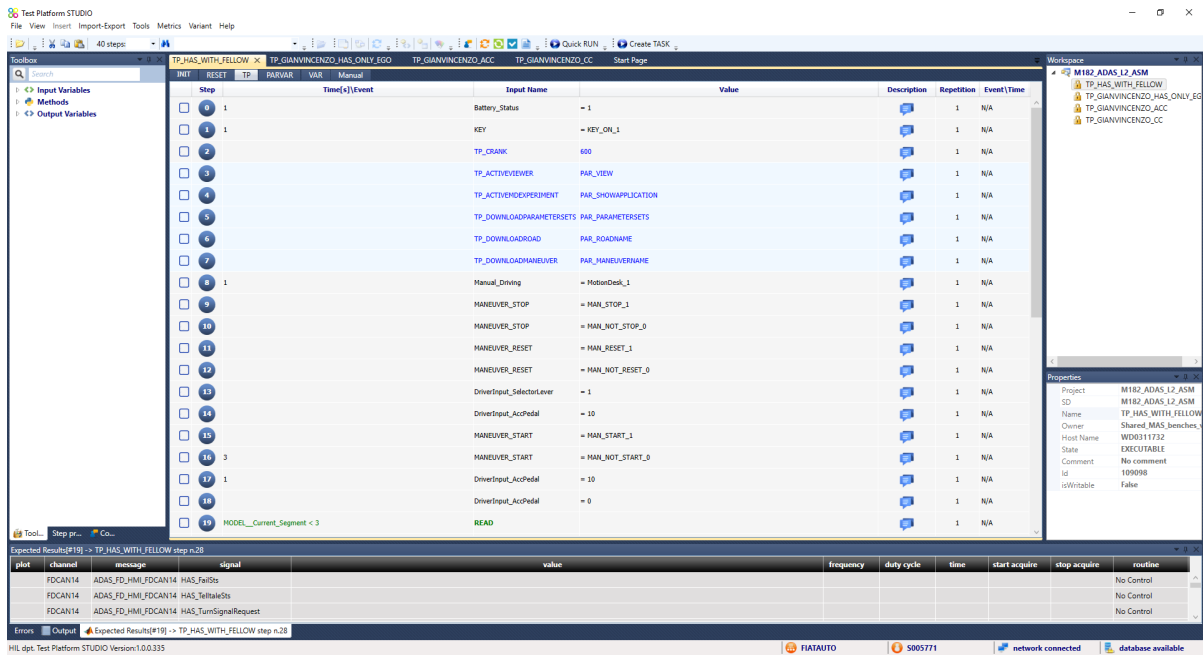 Test Platform STUDIO
File View Insert Import-Export Tools Metrics Variant Help
40 steps: Quick RUN Create TASK
Toolbox
Search
Input Variables
Methods
Output Variables
Tool... Step pr... Co...
TP_HAS_WITH_FELLOW TP_GIANVINCENZO_HAS_ONLY_EGO TP_GIANVINCENZO_ACC TP_GIANVINCENZO_CC Start Page
INIT RESET TP PARVAR VAR Manual
Step Time[s]\Event Input Name Value Description Repetition Event\Time
0 1 Battery_Status = 1 1 N/A
1 1 KEY = KEY_ON_1 1 N/A
2 TP_CRANK 600 1 N/A
3 TP_ACTIVEVIEWER PAR_VIEW 1 N/A
4 TP_ACTIVEMDEXPERIMENT PAR_SHOWAPPLICATION 1 N/A
5 TP_DOWNLOADPARAMETERSETS PAR_PARAMETERSETS 1 N/A
6 TP_DOWNLOADROAD PAR_ROADNAME 1 N/A
7 TP_DOWNLOADMANEUVER PAR_MANEUVERNAME 1 N/A
8 1 Manual_Driving = MotionDesk_1 1 N/A
9 MANEUVER_STOP = MAN_STOP_1 1 N/A
10 MANEUVER_STOP = MAN_NOT_STOP_0 1 N/A
11 MANEUVER_RESET = MAN_RESET_1 1 N/A
12 MANEUVER_RESET = MAN_NOT_RESET_0 1 N/A
13 DriverInput_SelectorLever = 1 1 N/A
14 DriverInput_AccPedal = 10 1 N/A
15 MANEUVER_START = MAN_START_1 1 N/A
16 3 MANEUVER_START = MAN_NOT_START_0 1 N/A
17 1 DriverInput_AccPedal = 10 1 N/A
18 DriverInput_AccPedal = 0 1 N/A
19 MODEL__Current_Segment < 3 READ 1 N/A
Workspace
M182_ADAS_L2_ASM
TP_HAS_WITH_FELLOW
TP_GIANVINCENZO_HAS_ONLY_EG
TP_GIANVINCENZO_ACC
TP_GIANVINCENZO_CC
Properties
Project M182_ADAS_L2_ASM
SD M182_ADAS_L2_ASM
Name TP_HAS_WITH_FELLOW
Owner Shared_MAS_benches_v
Host Name WD0311732
State EXECUTABLE
Comment No comment
Id 109098
isWritable False
Expected Results[#19] -> TP_HAS_WITH_FELLOW step n.28
plot channel message signal value frequency duty cycle time start acquire stop acquire routine
FDCAN14 ADAS_FD_HMI_FDCAN14 HAS_FailSts No Control
FDCAN14 ADAS_FD_HMI_FDCAN14 HAS_TelltaleSts No Control
FDCAN14 ADAS_FD_HMI_FDCAN14 HAS_TurnSignalRequest No Control
Errors Output Expected Results[#19] -> TP_HAS_WITH_FELLOW step n.28
HIL dpt. Test Platform STUDIO Version:1.0.0.335 FIATAUTO S005771 network connected database available